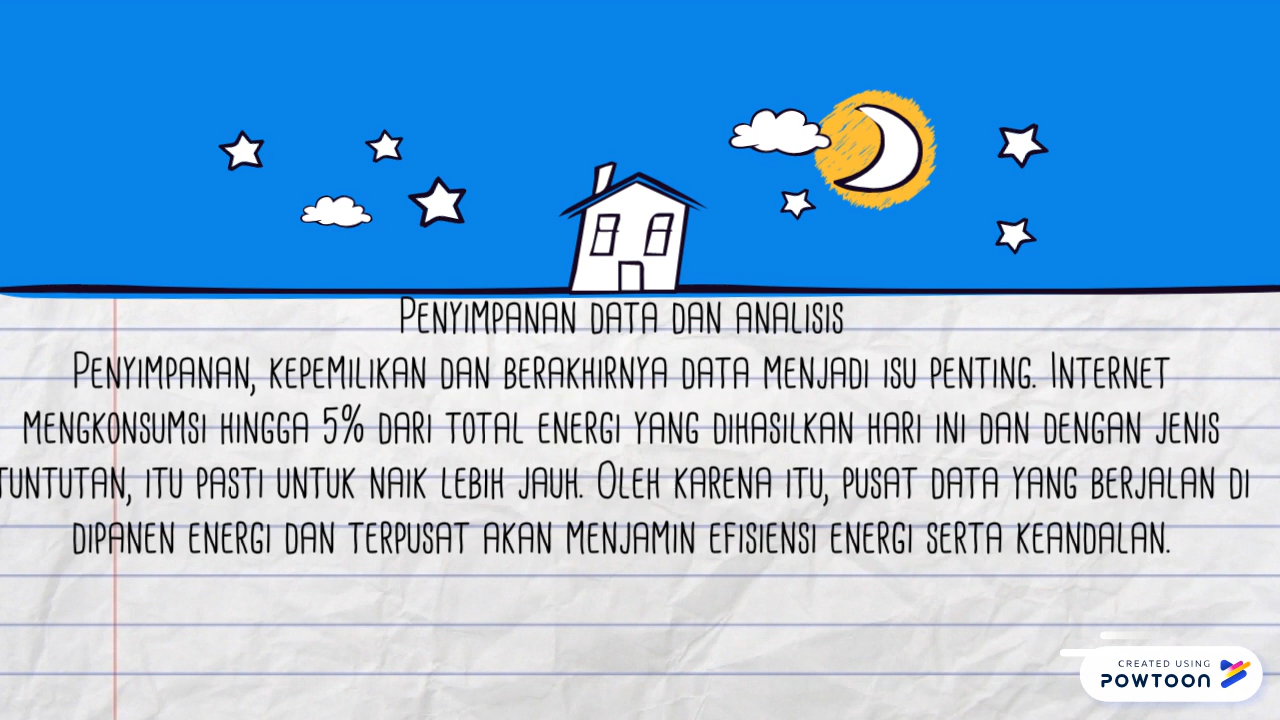 Penyimpanan data dan analisis
Penyimpanan, kepemilikan dan berakhirnya data menjadi isu penting. Internet
mengkonsumsi hingga 5% dari total energi yang dihasilkan hari ini dan dengan jenis
tuntutan, itu pasti untuk naik lebih jauh. Oleh karena itu, pusat data yang berjalan di
dipanen energi dan terpusat akan menjamin efisiensi energi serta keandalan.
CREATED USING
POWTOON